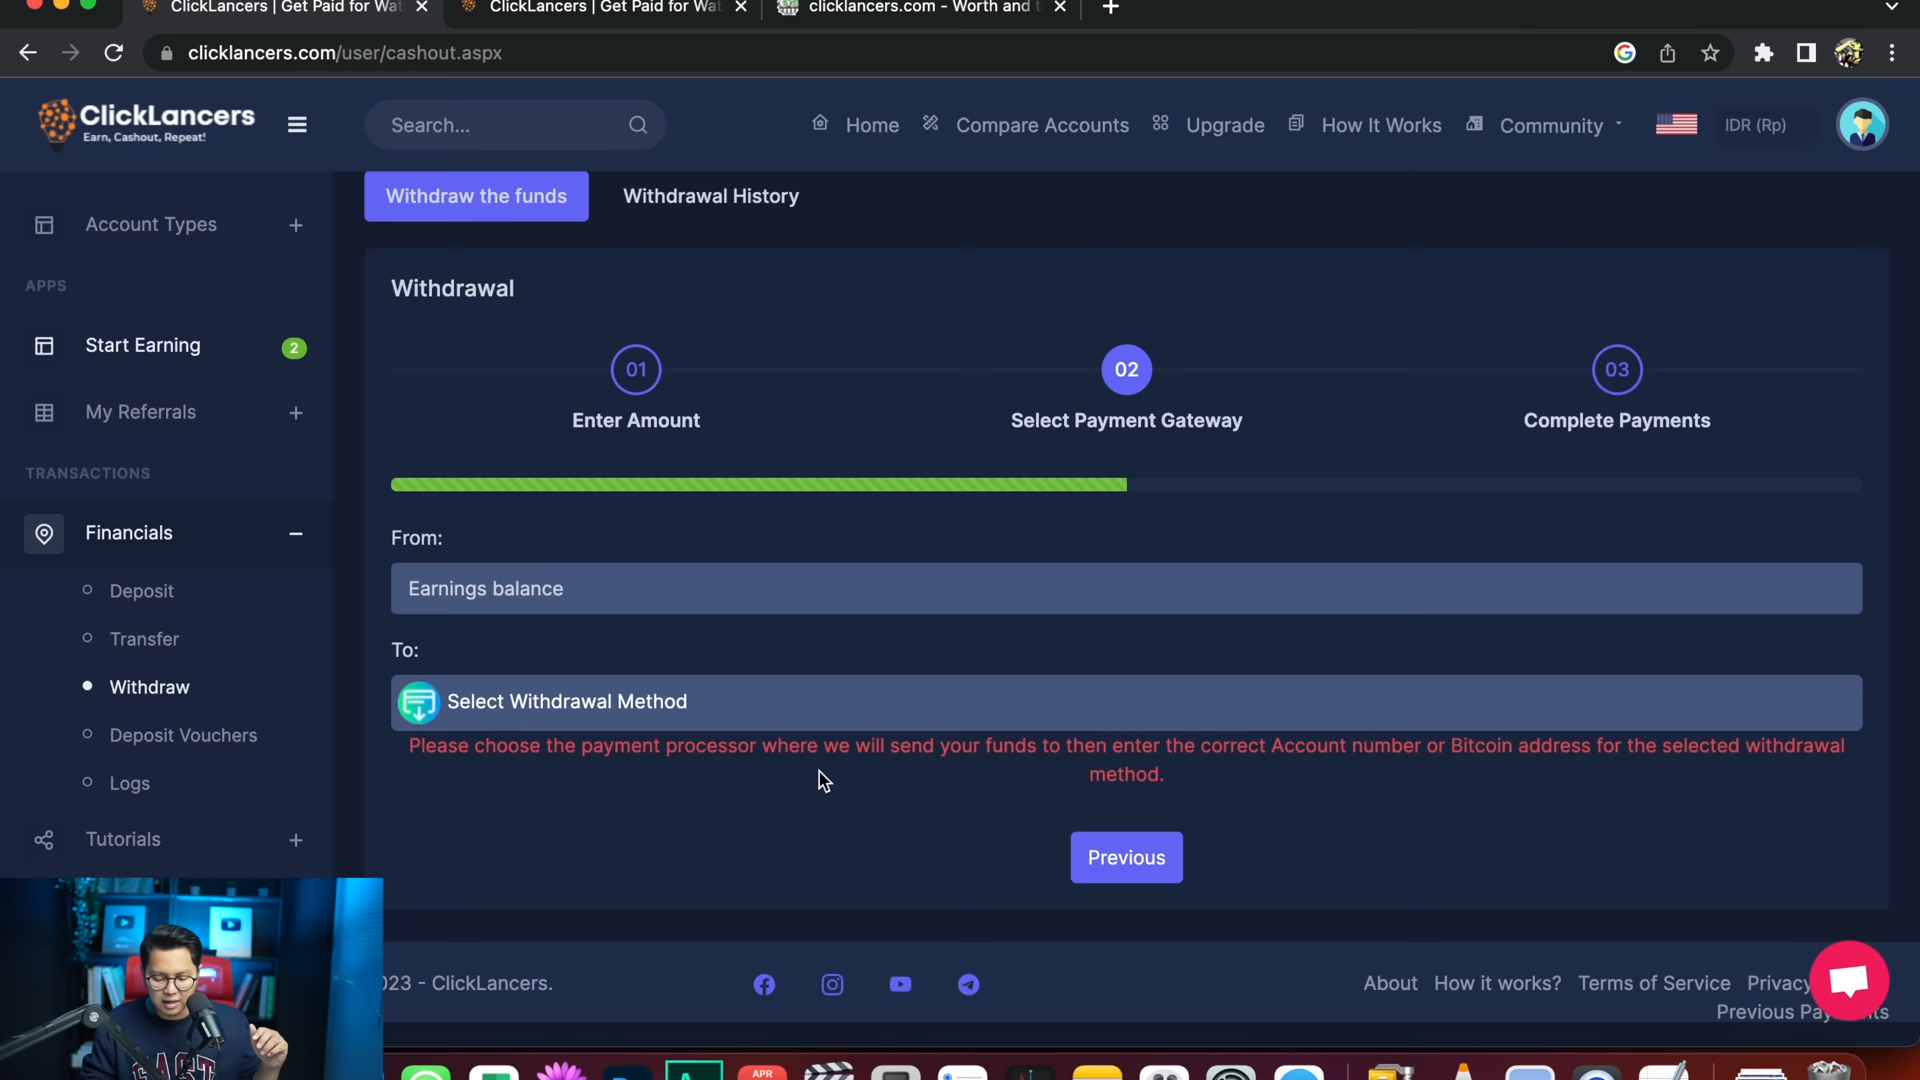 ClickLancers | Get Paid for Wat
ClickLancers | Get Paid for Wat
clicklancers.com - Worth and t
clicklancers.com/user/cashout.aspx
ClickLancers
Earn, Cashout, Repeat!
Search...
Home
Compare Accounts
Upgrade
How It Works
Community
IDR (Rp)
Account Types
APPS
Start Earning
2
My Referrals
TRANSACTIONS
Financials
Deposit
Transfer
Withdraw
Deposit Vouchers
Logs
Tutorials
Withdraw the funds
Withdrawal History
Withdrawal
01
02
03
Enter Amount
Select Payment Gateway
Complete Payments
From:
Earnings balance
To:
Select Withdrawal Method
Please choose the payment processor where we will send your funds to then enter the correct Account number or Bitcoin address for the selected withdrawal
method.
Previous
023 - ClickLancers.
About
How it works?
Terms of Service
Privacy
Previous
APR